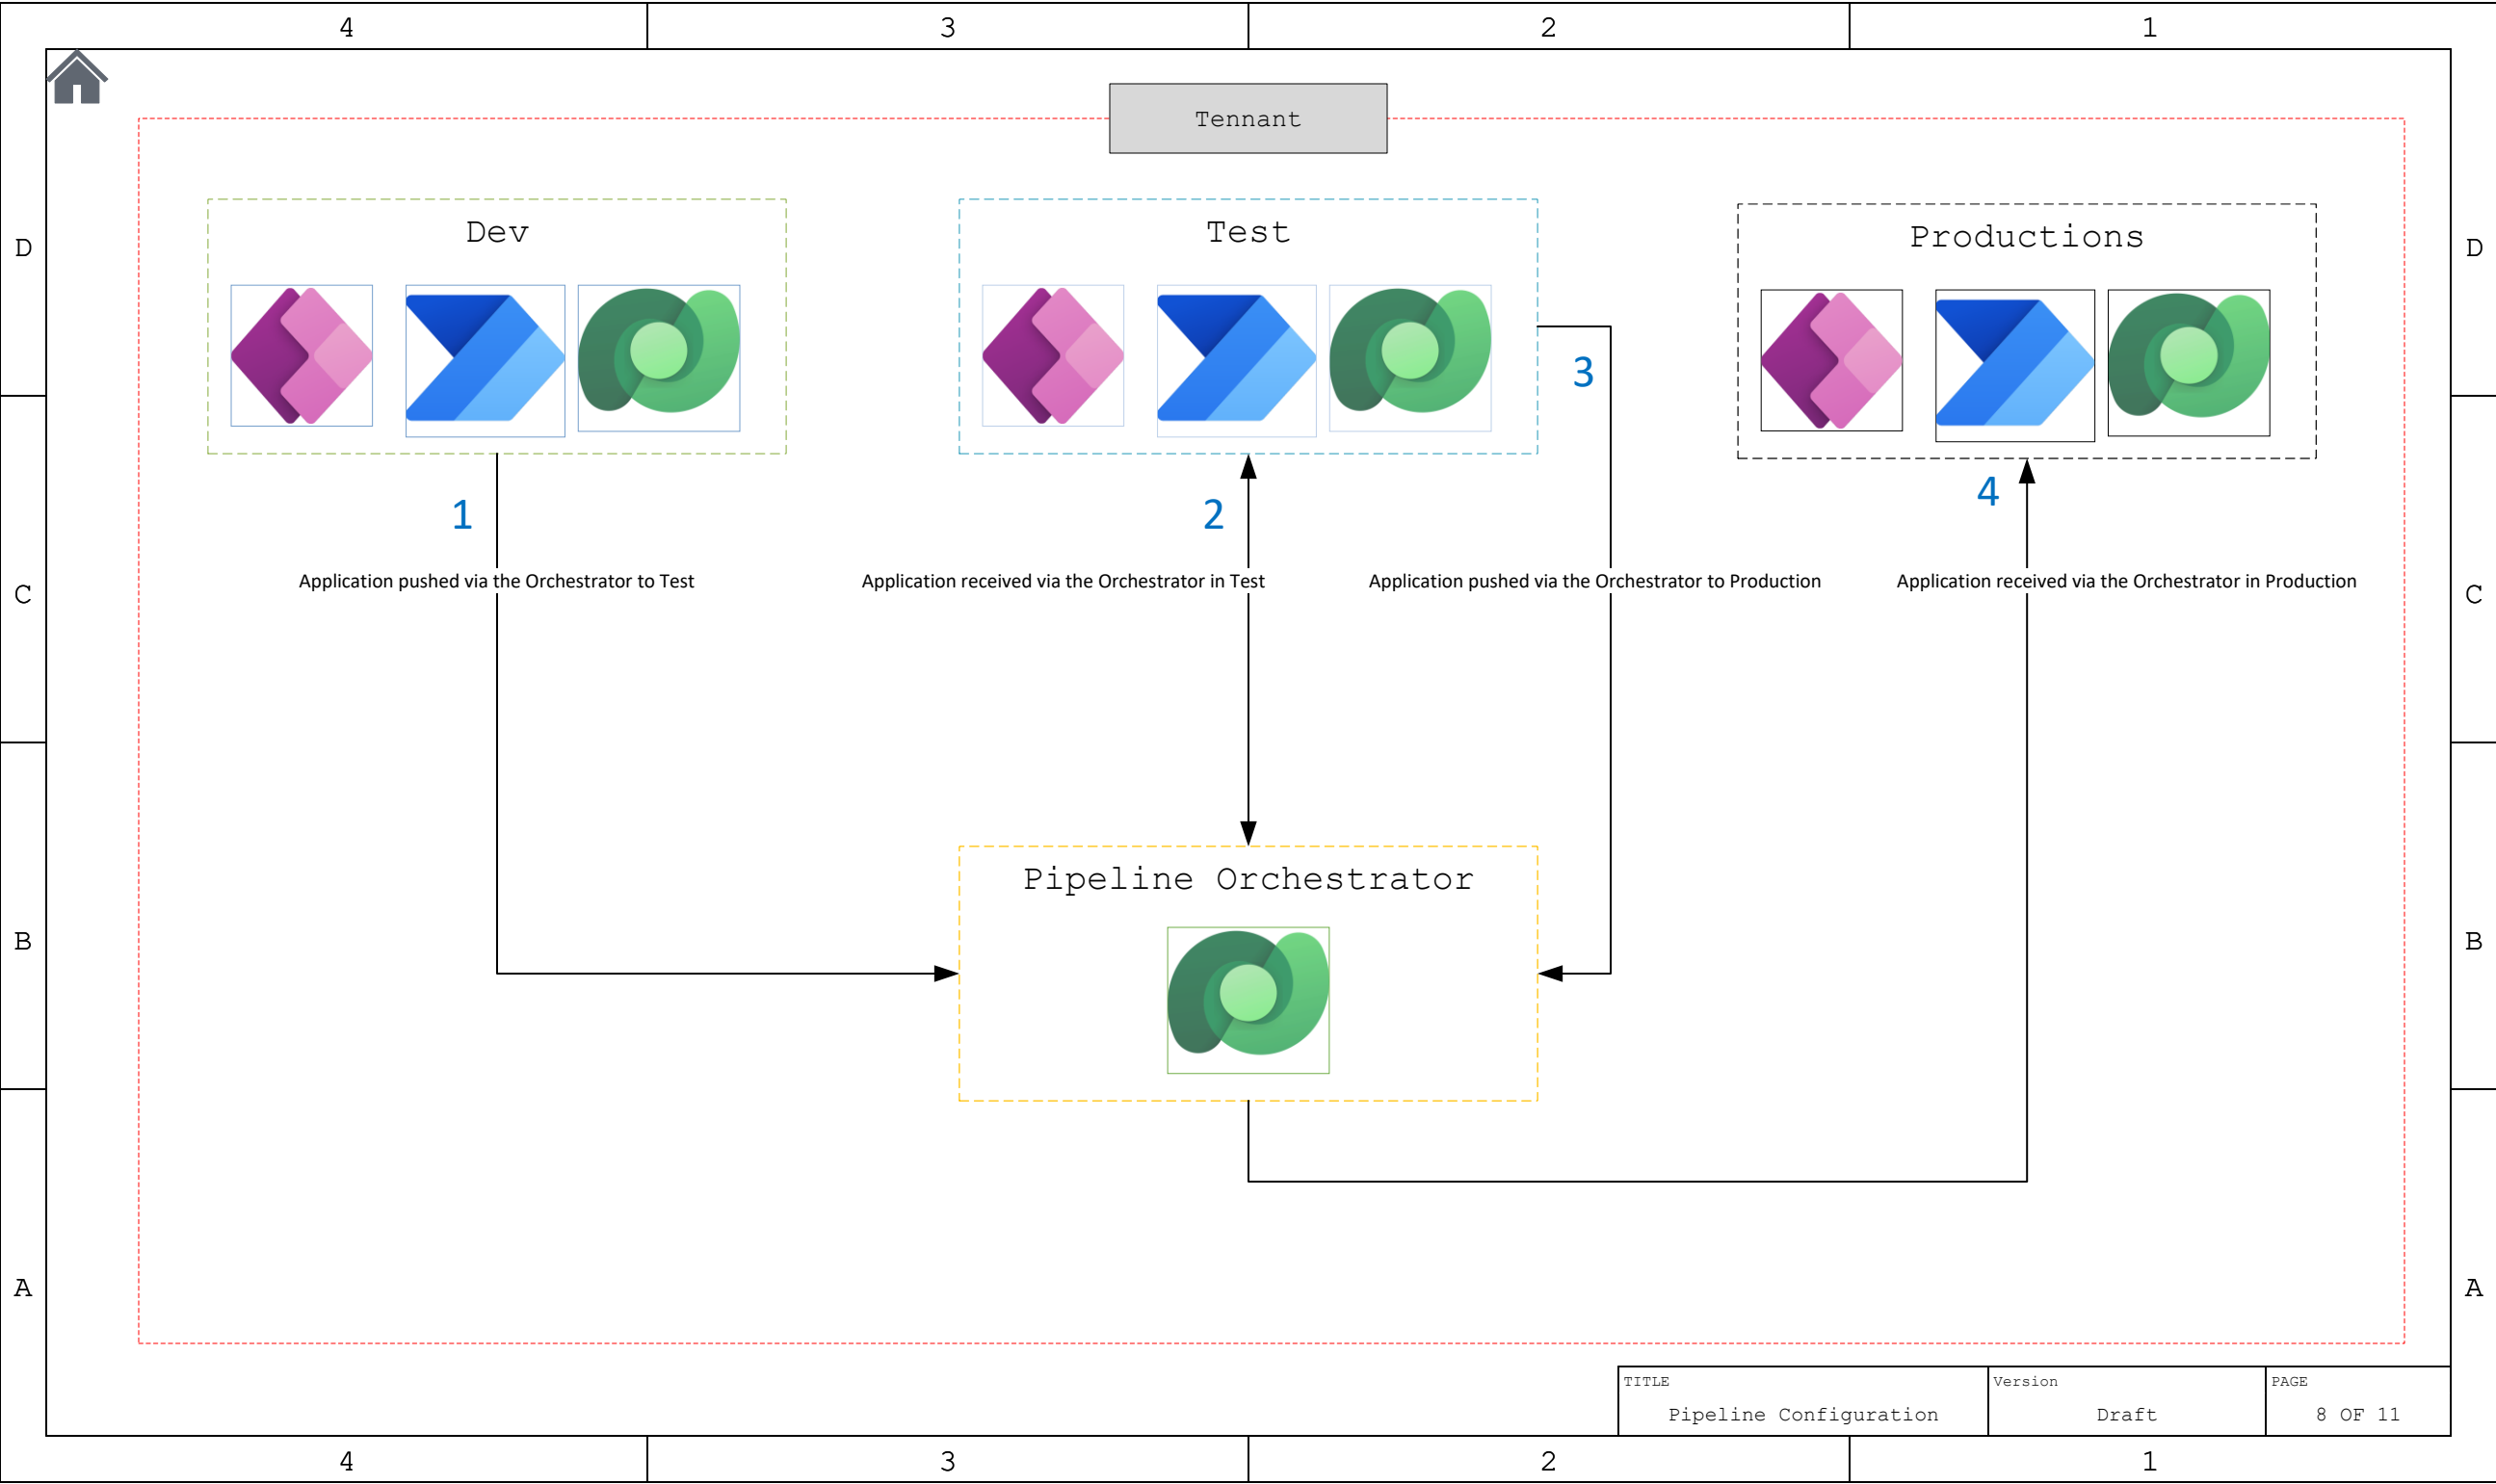 4 3 2 1
Tennant
Dev Test Productions
D D
3
4
1 2
Application pushed via the Orchestrator to Test Application received via the Orchestrator in Test Application pushed via the Orchestrator to Production Application received via the Orchestrator in Production
C C
Pipeline Orchestrator
B B
A A
TITLE Version PAGE
Pipeline Configuration Draft 8 OF 11
4 3 2 1